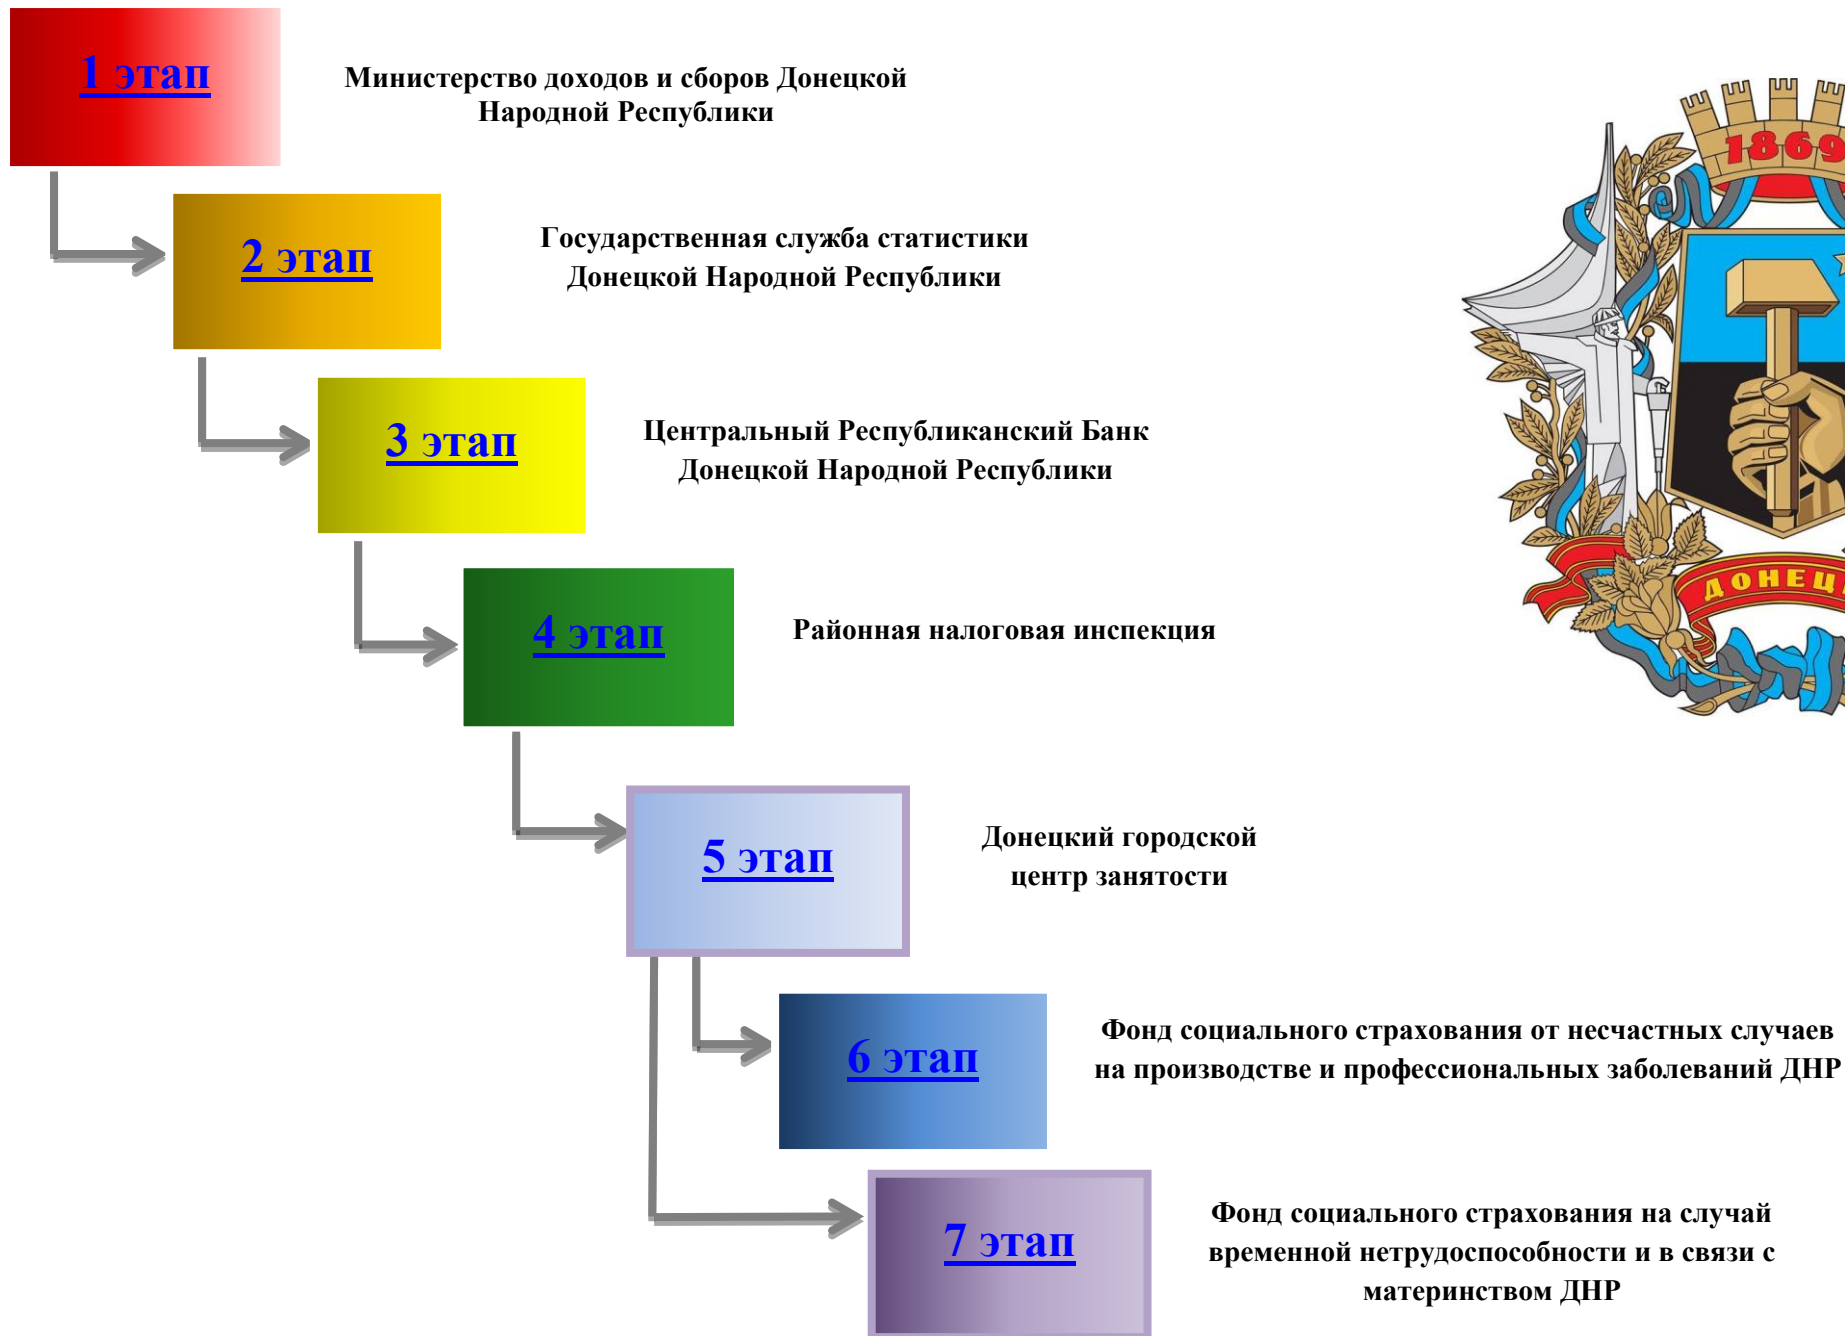 1 этап
Министерство доходов и сборов Донецкой
Народной Республики
2 этап
Государственная служба статистики
Донецкой Народной Республики
3 этап
Центральный Республиканский Банк
Донецкой Народной Республики
4 этап
Районная налоговая инспекция
5 этап
Донецкий городской
центр занятости
6 этап
Фонд социального страхования от несчастных случаев
на производстве и профессиональных заболеваний ДНР
7 этап
Фонд социального страхования на случай
временной нетрудоспособности и в связи с
материнством ДНР
1869